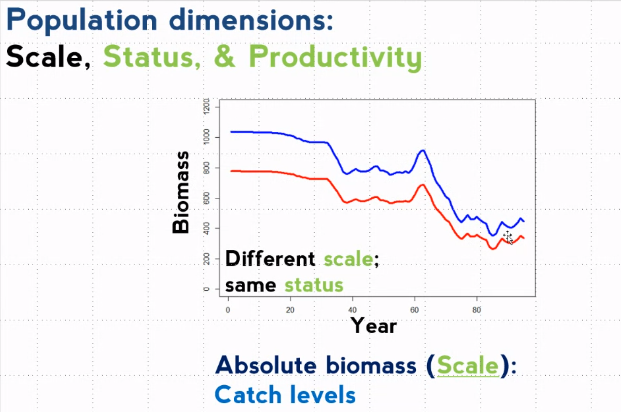 Population dimensions:
Scale, Status, & Productivity
1200
1000
800
600
400
200
0
Biomass
Different scale;
same status
0 20 40 60 80
Year
Absolute biomass (Scale):
Catch levels